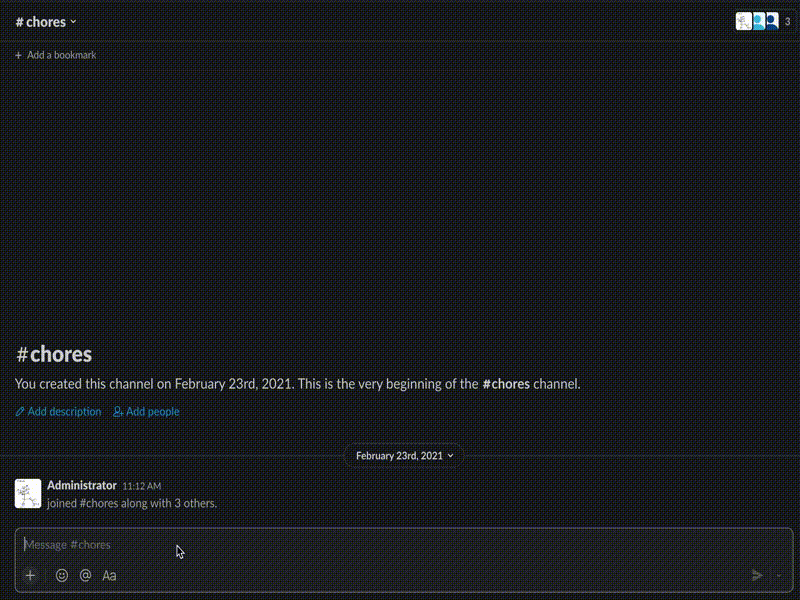 # chores
3
+ Add a bookmark
#chores
You created this channel on February 23rd, 2021. This is the very beginning of the #chores channel.
Add description Add people
February 23rd, 2021
Administrator 11:12 AM
joined #chores along with 3 others.
Message #chores
@ Aa